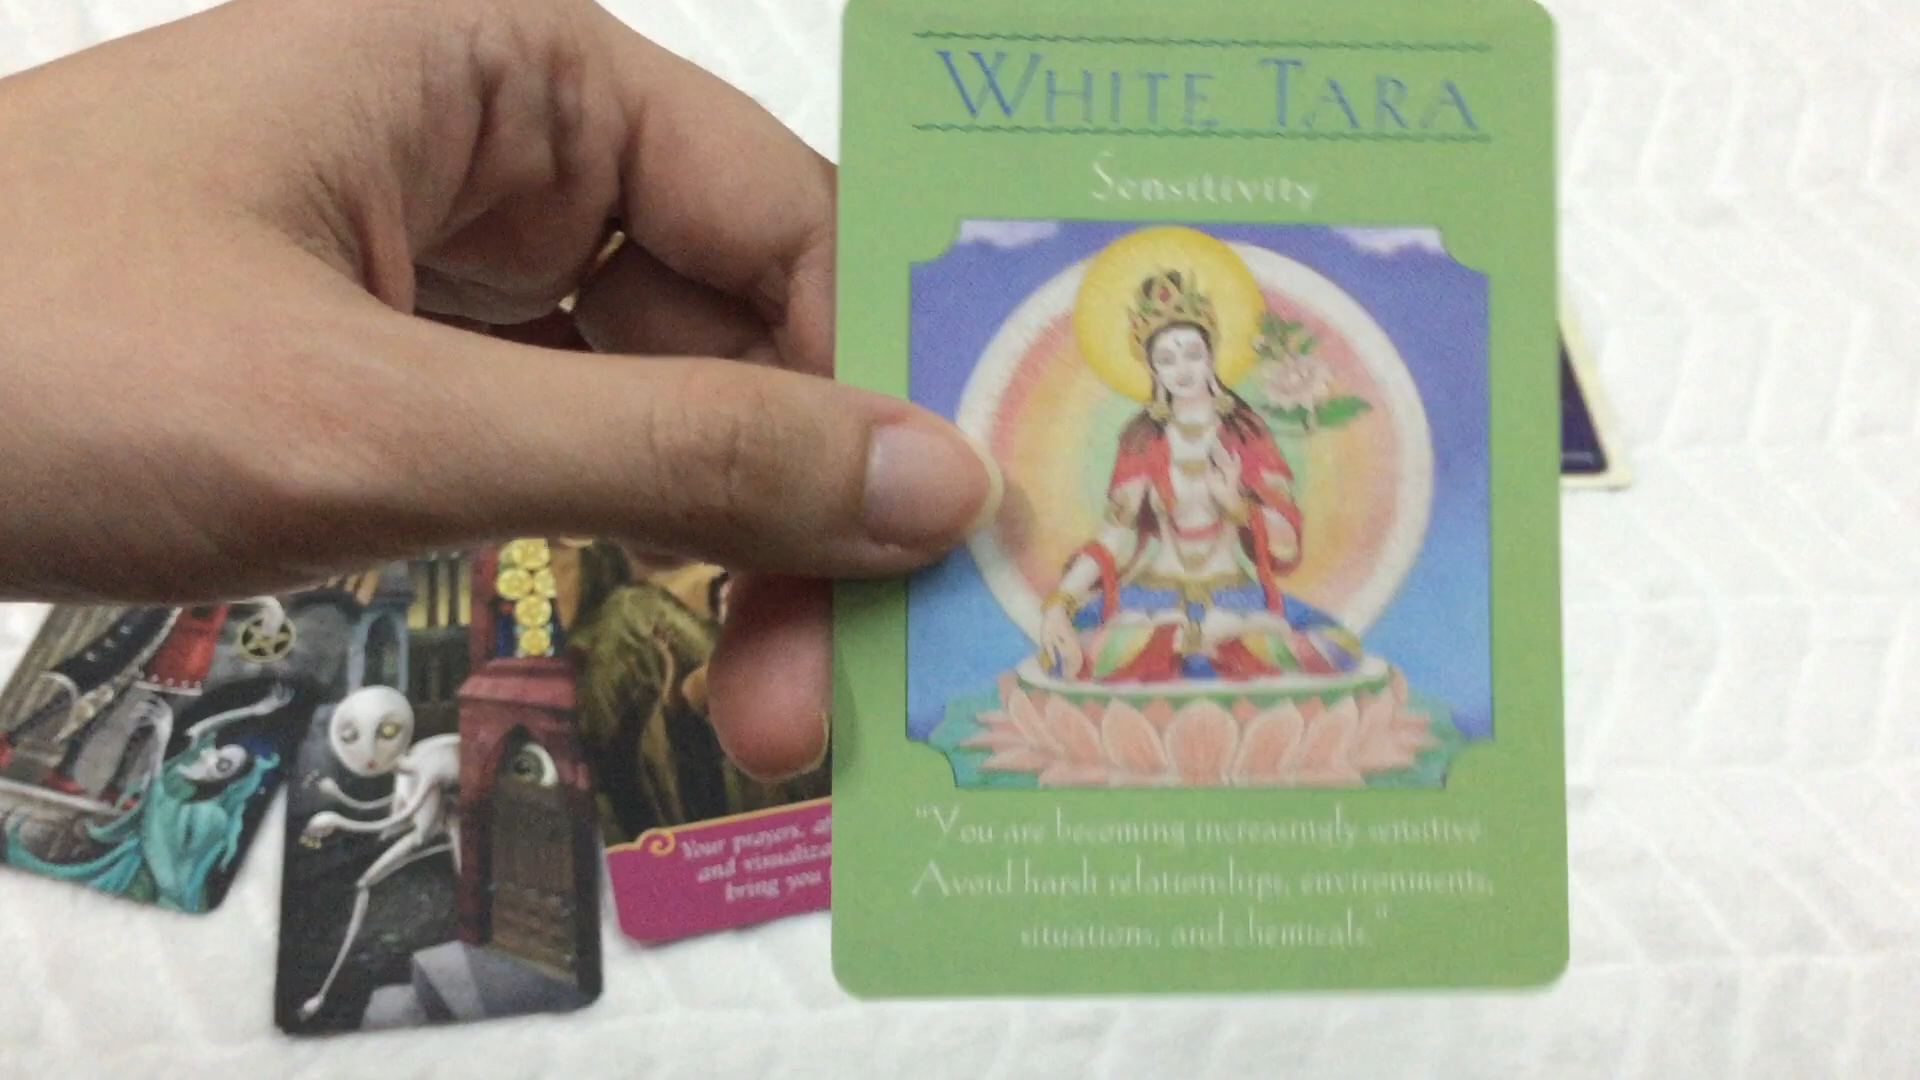 WHITE TARA
Sensitivity
"You are becoming increasingly sensitive.
Avoid harsh relationships, environments,
situations, and chemicals."
Your prayers,
and visualiza
bring you